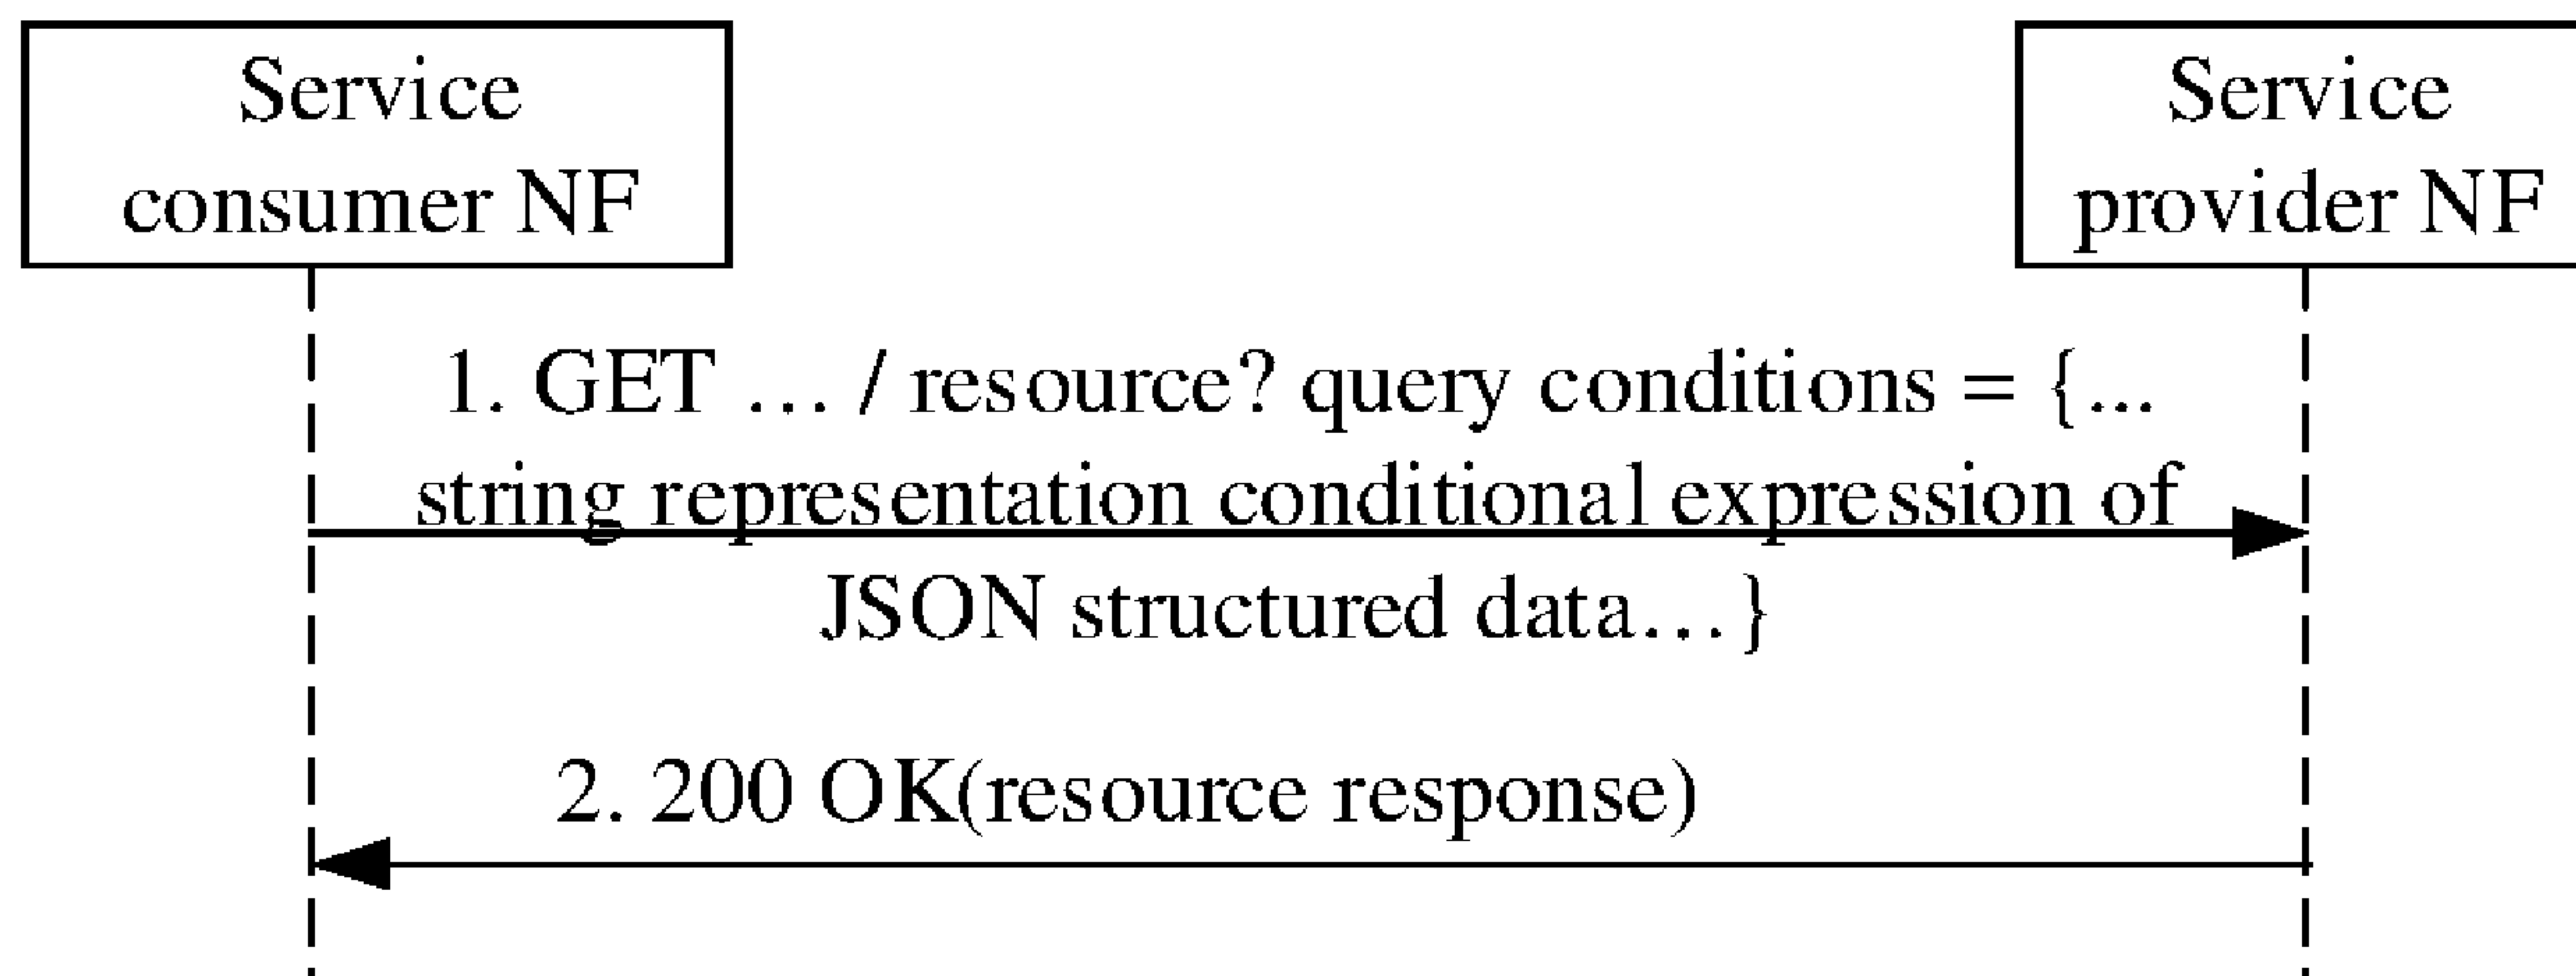 Service
consumer NF
Service
provider NF
1. GET … / resource? query conditions = {...
string representation conditional expression of
JSON structured data…}
2. 200 OK(resource response)